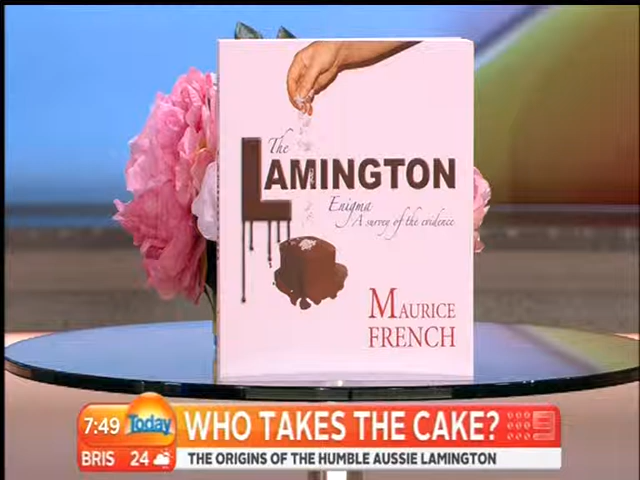 The
LAMINGTON
Enigma
A survey of the evidence
MAURICE
FRENCH
7:49 Today WHO TAKES THE CAKE? 9
BRIS 24 THE ORIGINS OF THE HUMBLE AUSSIE LAMINGTON